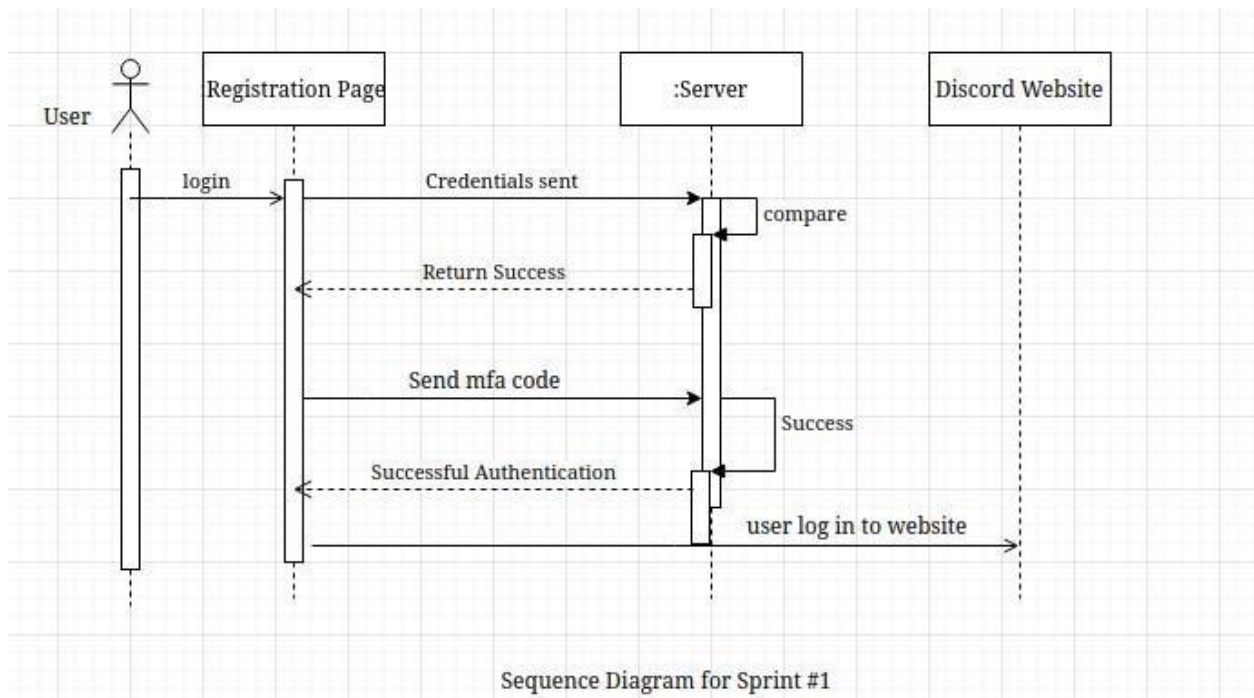 User
:Registration Page
:Server
Discord Website
login
Credentials sent
compare
Return Success
Send mfa code
Success
Successful Authentication
user log in to website
Sequence Diagram for Sprint #1